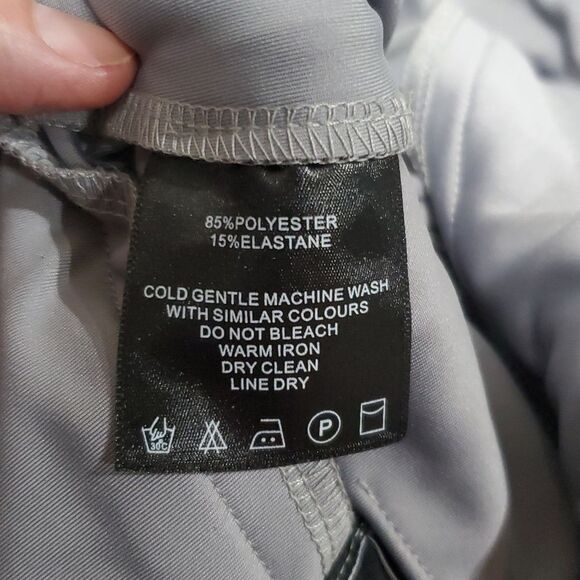 85%POLYESTER
15%ELASTANE
COLD GENTLE MACHINE WASH
WITH SIMILAR COLOURS
DO NOT BLEACH
WARM IRON
DRY CLEAN
LINE DRY
30C P